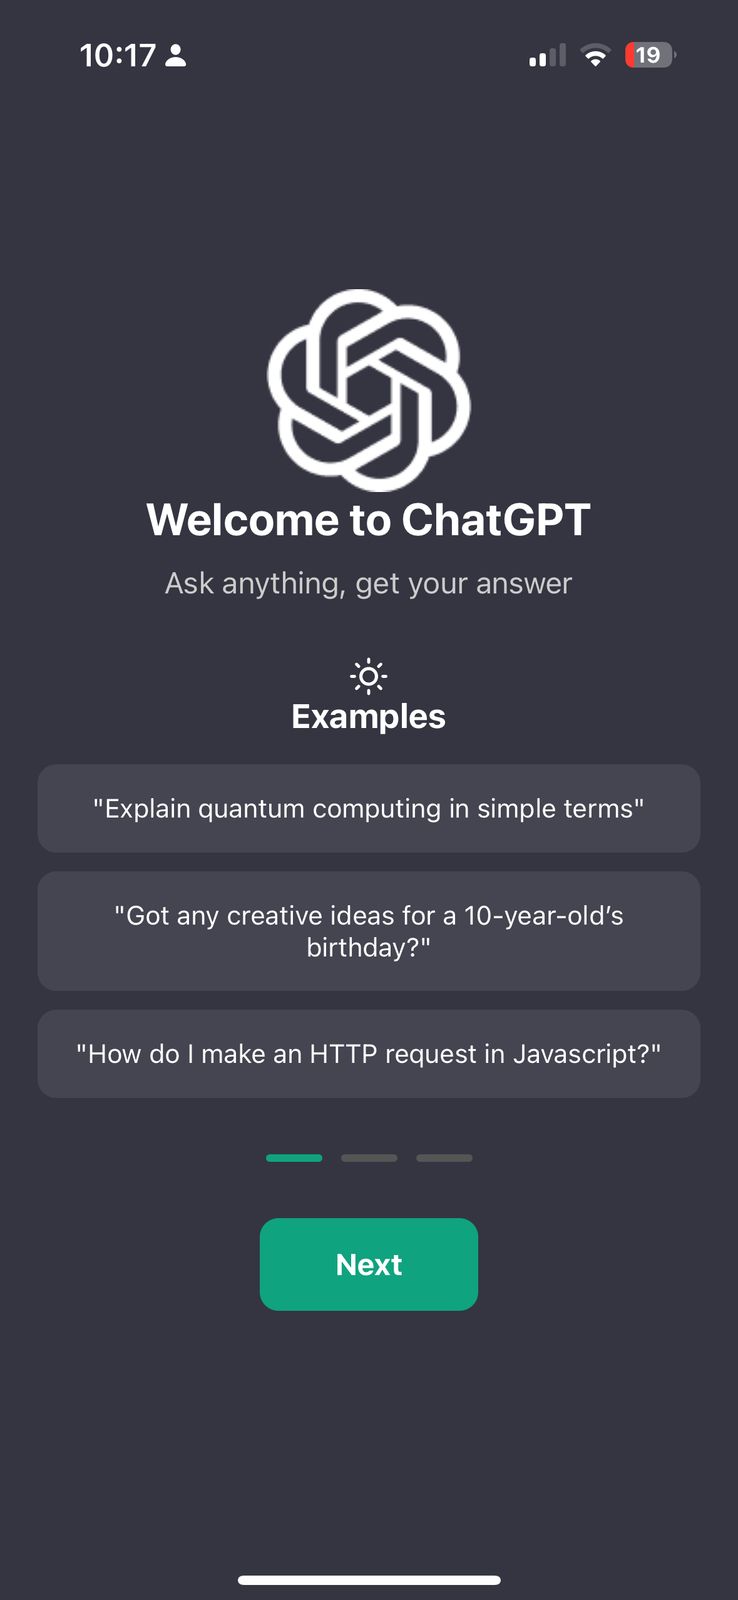 10:17
19
Welcome to ChatGPT
Ask anything, get your answer
Examples
"Explain quantum computing in simple terms"
"Got any creative ideas for a 10-year-old’s
birthday?"
"How do I make an HTTP request in Javascript?"
Next